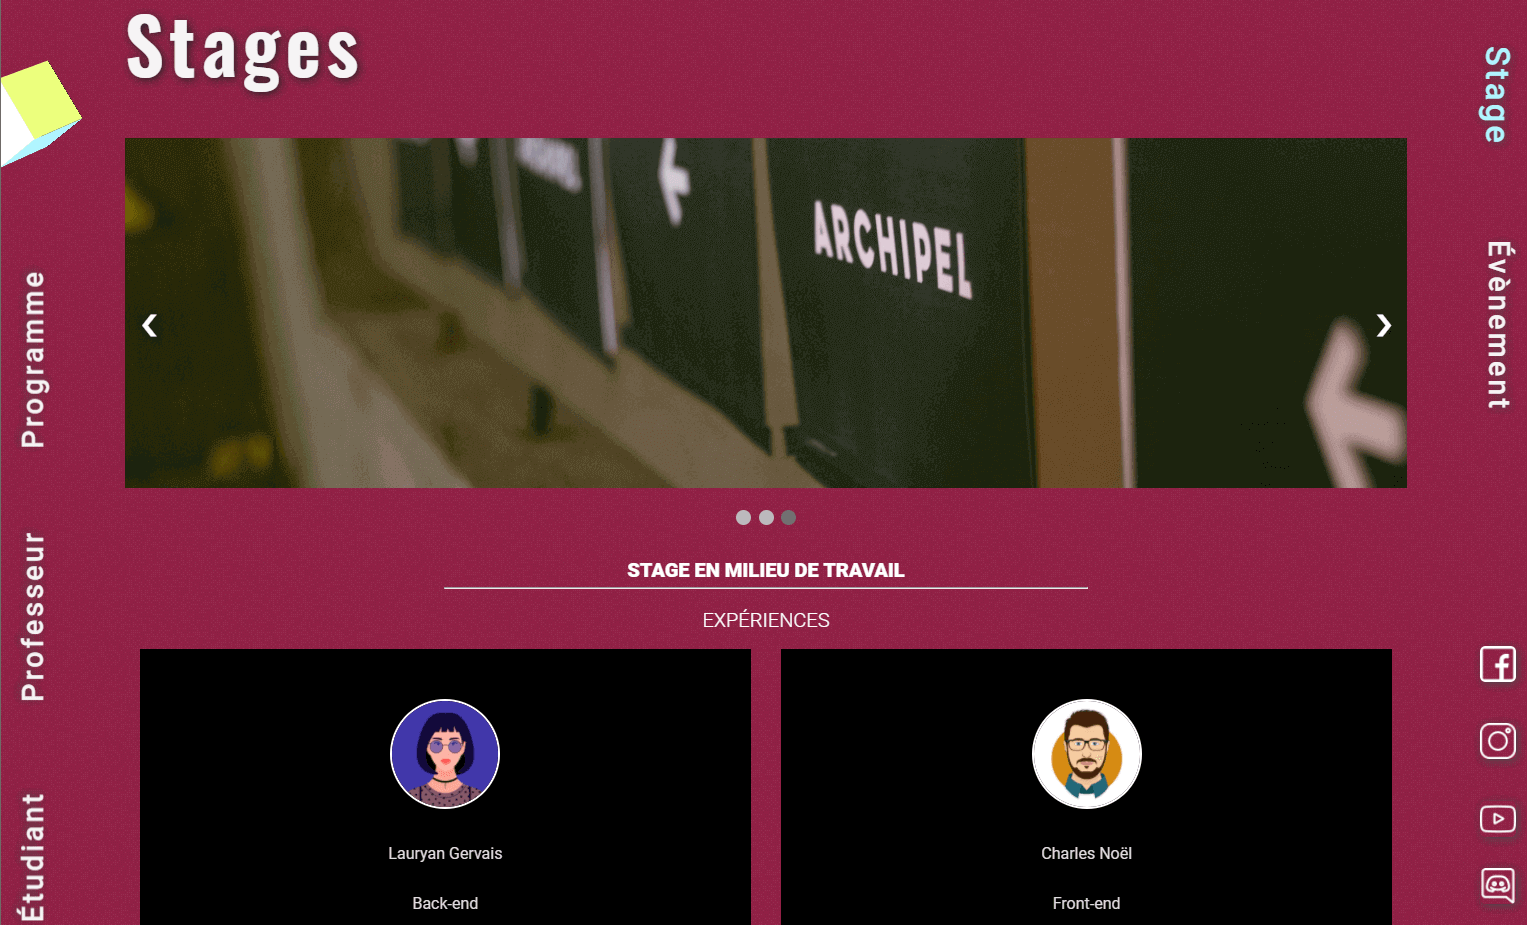 Stages
Stage
Évènement
Programme
Professeur
Étudiant
ARCHIPEL
STAGE EN MILIEU DE TRAVAIL
EXPÉRIENCES
Lauryan Gervais
Charles Noël
Back-end
Front-end